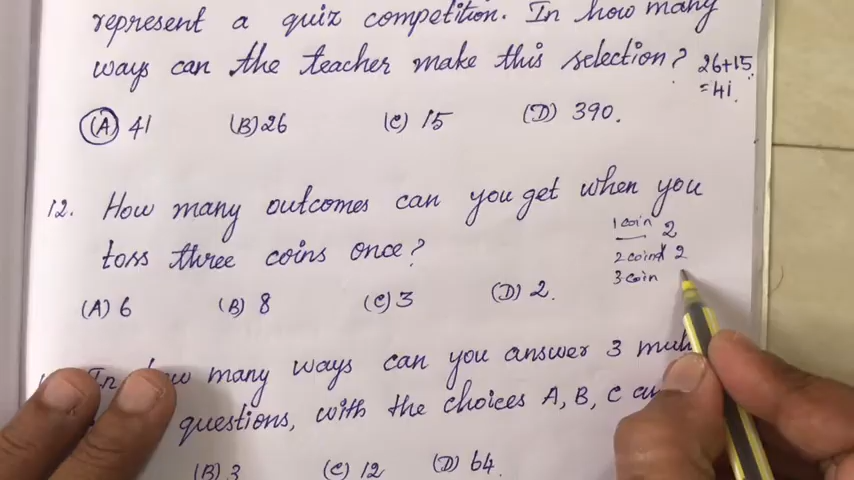 represent a quiz competition. In how many
ways can the teacher make this selection? 26+15
= 41.
(A) 41 (B) 26 (C) 15 (D) 390.
12. How many outcomes can you get when you
toss three coins once?
1 coin 2
2 coin 2
3 coin
(A) 6 (B) 8 (C) 3 (D) 2.
In how many ways can you answer 3
questions, with the choices A, B, C
(B) 3 (C) 12 (D) 64.